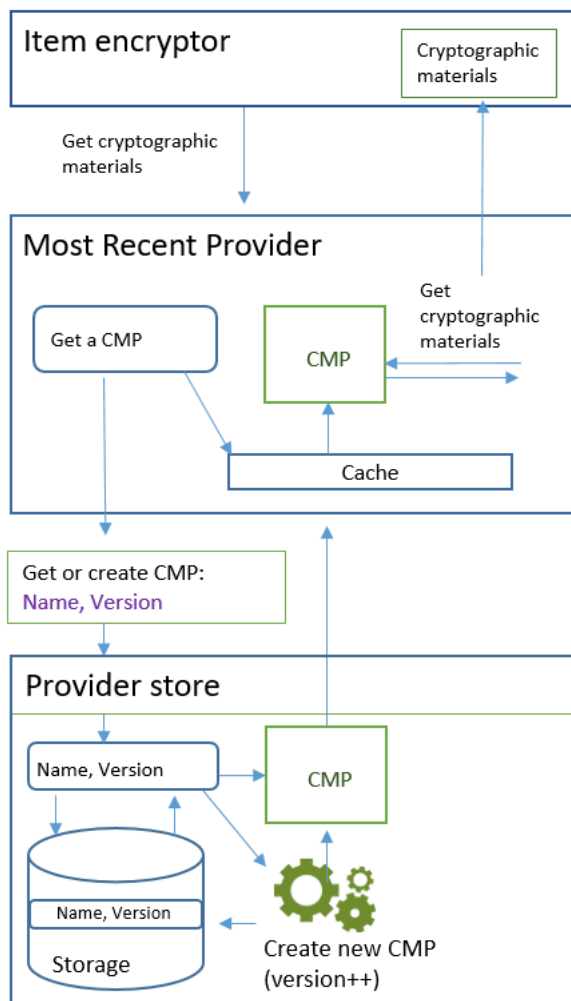 Item encryptor
Cryptographic
materials
Get cryptographic
materials
Most Recent Provider
Get a CMP
CMP
Get
cryptographic
materials
Cache
Get or create CMP:
Name, Version
Provider store
Name, Version
CMP
Name, Version
Storage
Create new CMP
(version++)